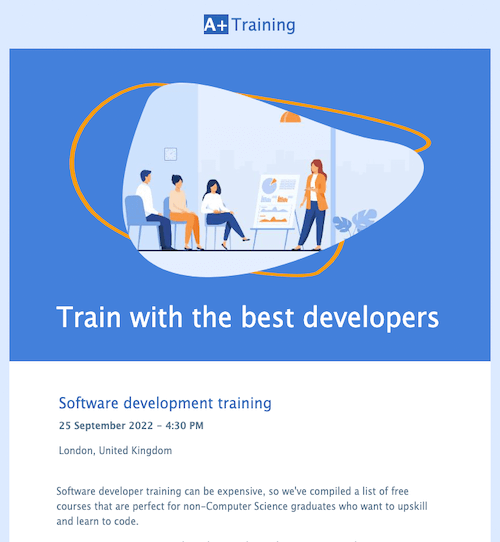 A+ Training
Train with the best developers
Software development training
25 September 2022 – 4:30 PM
London, United Kingdom
Software developer training can be expensive, so we've compiled a list of free
courses that are perfect for non-Computer Science graduates who want to upskill
and learn to code.